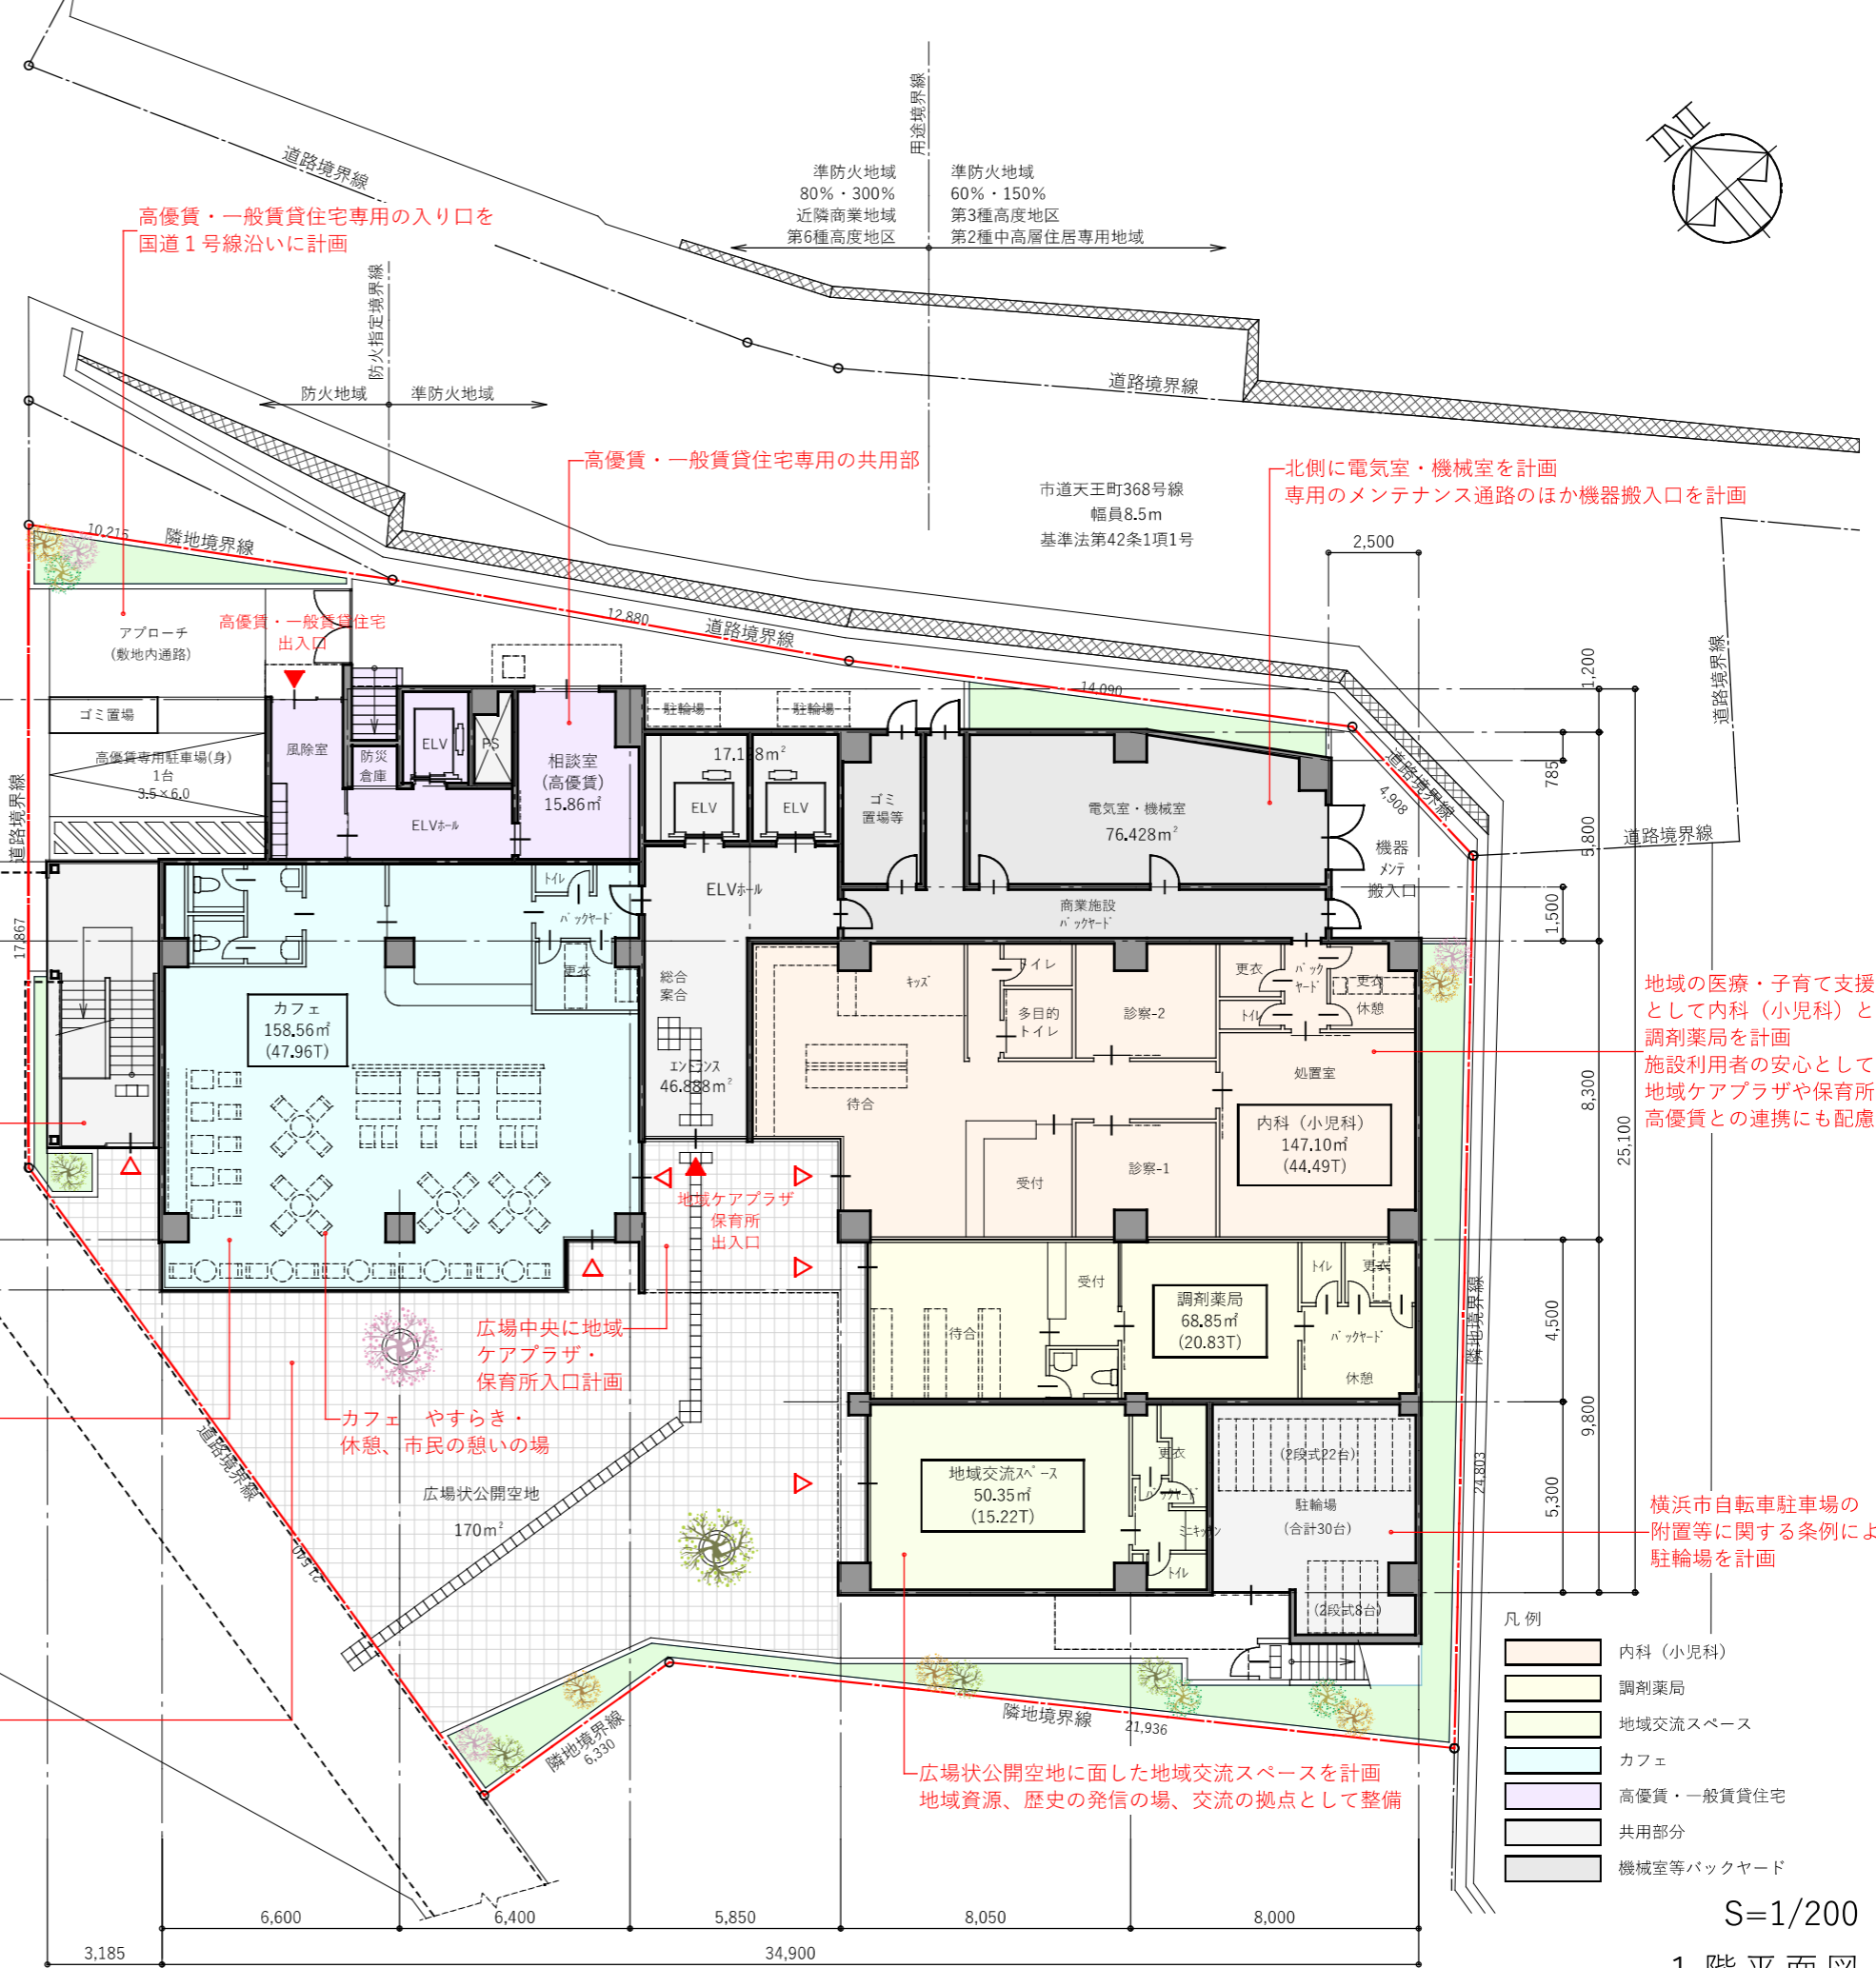 用途境界線
準防火地域
80%・300%
近隣商業地域
第6種高度地区
準防火地域
60%・150%
第3種高度地区
第2種中高層住居専用地域
道路境界線
高優賃・一般賃貸住宅専用の入り口を
国道1号線沿いに計画
防火指定境界線
防火地域
準防火地域
道路境界線
高優賃・一般賃貸住宅専用の共用部
市道天王町368号線
幅員8.5m
基準法第42条1項1号
北側に電気室・機械室を計画
専用のメンテナンス通路のほか機器搬入口を計画
2,500
10,215
隣地境界線
12,880
道路境界線
14,090
アプローチ
(敷地内通路)
高優賃・一般賃貸住宅
出入口
ゴミ置場
高優賃専用駐車場(身)
1台
3.5×6.0
風除室
防災
倉庫
ELV
PS
相談室
(高優賃)
15.86㎡
ELVホール
駐輪場
駐輪場
ELV
ELV
ゴミ
置場等
電気室・機械室
76.428m²
道路境界線
4,908
機器
メンテ
搬入口
道路境界線
道路境界線
1,200
785
5,800
1,500
8,300
25,100
4,500
9,800
5,300
道路境界線
17,867
トイレ
バックヤード
更衣
カフェ
158.56㎡
(47.96T)
ELVホール
総合
案合
エントランス
46.888m²
商業施設
バックヤード
キッズ
トイレ
多目的
トイレ
診察-2
更衣
トイレ
バック
ヤード
更衣
休憩
処置室
待合
受付
診察-1
内科（小児科）
147.10㎡
(44.49T)
地域の医療・子育て支援
として内科（小児科）と
調剤薬局を計画
施設利用者の安心として
地域ケアプラザや保育所
高優賃との連携にも配慮
地域ケアプラザ
保育所
出入口
受付
待合
調剤薬局
68.85㎡
(20.83T)
トイレ
更衣
バックヤード
休憩
隣地境界線
24,803
広場中央に地域
ケアプラザ・
保育所入口計画
カフェ　やすらき・
休憩、市民の憩いの場
道路境界線
21,540
広場状公開空地
170m²
地域交流スペース
50.35㎡
(15.22T)
更衣
バックヤード
ミニキッチン
トイレ
(2段式22台)
駐輪場
(合計30台)
(2段式8台)
横浜市自転車駐車場の
附置等に関する条例によ
駐輪場を計画
隣地境界線
6,330
隣地境界線
21,936
広場状公開空地に面した地域交流スペースを計画
地域資源、歴史の発信の場、交流の拠点として整備
凡例
内科（小児科）
調剤薬局
地域交流スペース
カフェ
高優賃・一般賃貸住宅
共用部分
機械室等バックヤード
6,600
6,400
5,850
8,050
8,000
3,185
34,900
S=1/200
1階平面図